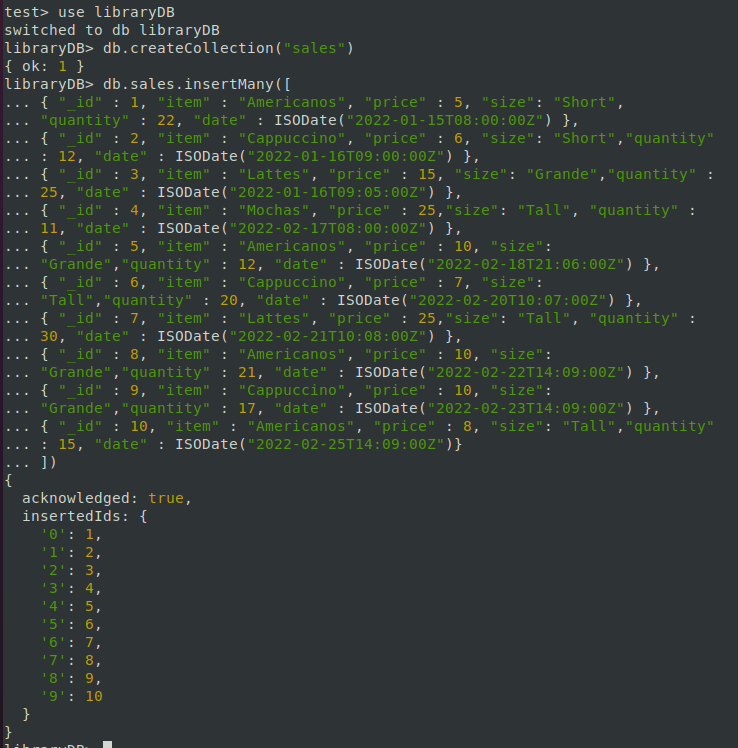 test> use libraryDB
switched to db libraryDB
libraryDB> db.createCollection("sales")
{ ok: 1 }
libraryDB> db.sales.insertMany([
... { "_id" : 1, "item" : "Americanos", "price" : 5, "size": "Short",
... "quantity" : 22, "date" : ISODate("2022-01-15T08:00:00Z") },
... { "_id" : 2, "item" : "Cappuccino", "price" : 6, "size": "Short","quantity"
... : 12, "date" : ISODate("2022-01-16T09:00:00Z") },
... { "_id" : 3, "item" : "Lattes", "price" : 15, "size": "Grande","quantity" :
... 25, "date" : ISODate("2022-01-16T09:05:00Z") },
... { "_id" : 4, "item" : "Mochas", "price" : 25,"size": "Tall", "quantity" :
... 11, "date" : ISODate("2022-02-17T08:00:00Z") },
... { "_id" : 5, "item" : "Americanos", "price" : 10, "size":
... "Grande","quantity" : 12, "date" : ISODate("2022-02-18T21:06:00Z") },
... { "_id" : 6, "item" : "Cappuccino", "price" : 7, "size":
... "Tall","quantity" : 20, "date" : ISODate("2022-02-20T10:07:00Z") },
... { "_id" : 7, "item" : "Lattes", "price" : 25,"size": "Tall", "quantity" :
... 30, "date" : ISODate("2022-02-21T10:08:00Z") },
... { "_id" : 8, "item" : "Americanos", "price" : 10, "size":
... "Grande","quantity" : 21, "date" : ISODate("2022-02-22T14:09:00Z") },
... { "_id" : 9, "item" : "Cappuccino", "price" : 10, "size":
... "Grande","quantity" : 17, "date" : ISODate("2022-02-23T14:09:00Z") },
... { "_id" : 10, "item" : "Americanos", "price" : 8, "size": "Tall","quantity"
... : 15, "date" : ISODate("2022-02-25T14:09:00Z")}
... ])
{
  acknowledged: true,
  insertedIds: {
    '0': 1,
    '1': 2,
    '2': 3,
    '3': 4,
    '4': 5,
    '5': 6,
    '6': 7,
    '7': 8,
    '8': 9,
    '9': 10
  }
}
libraryDB>